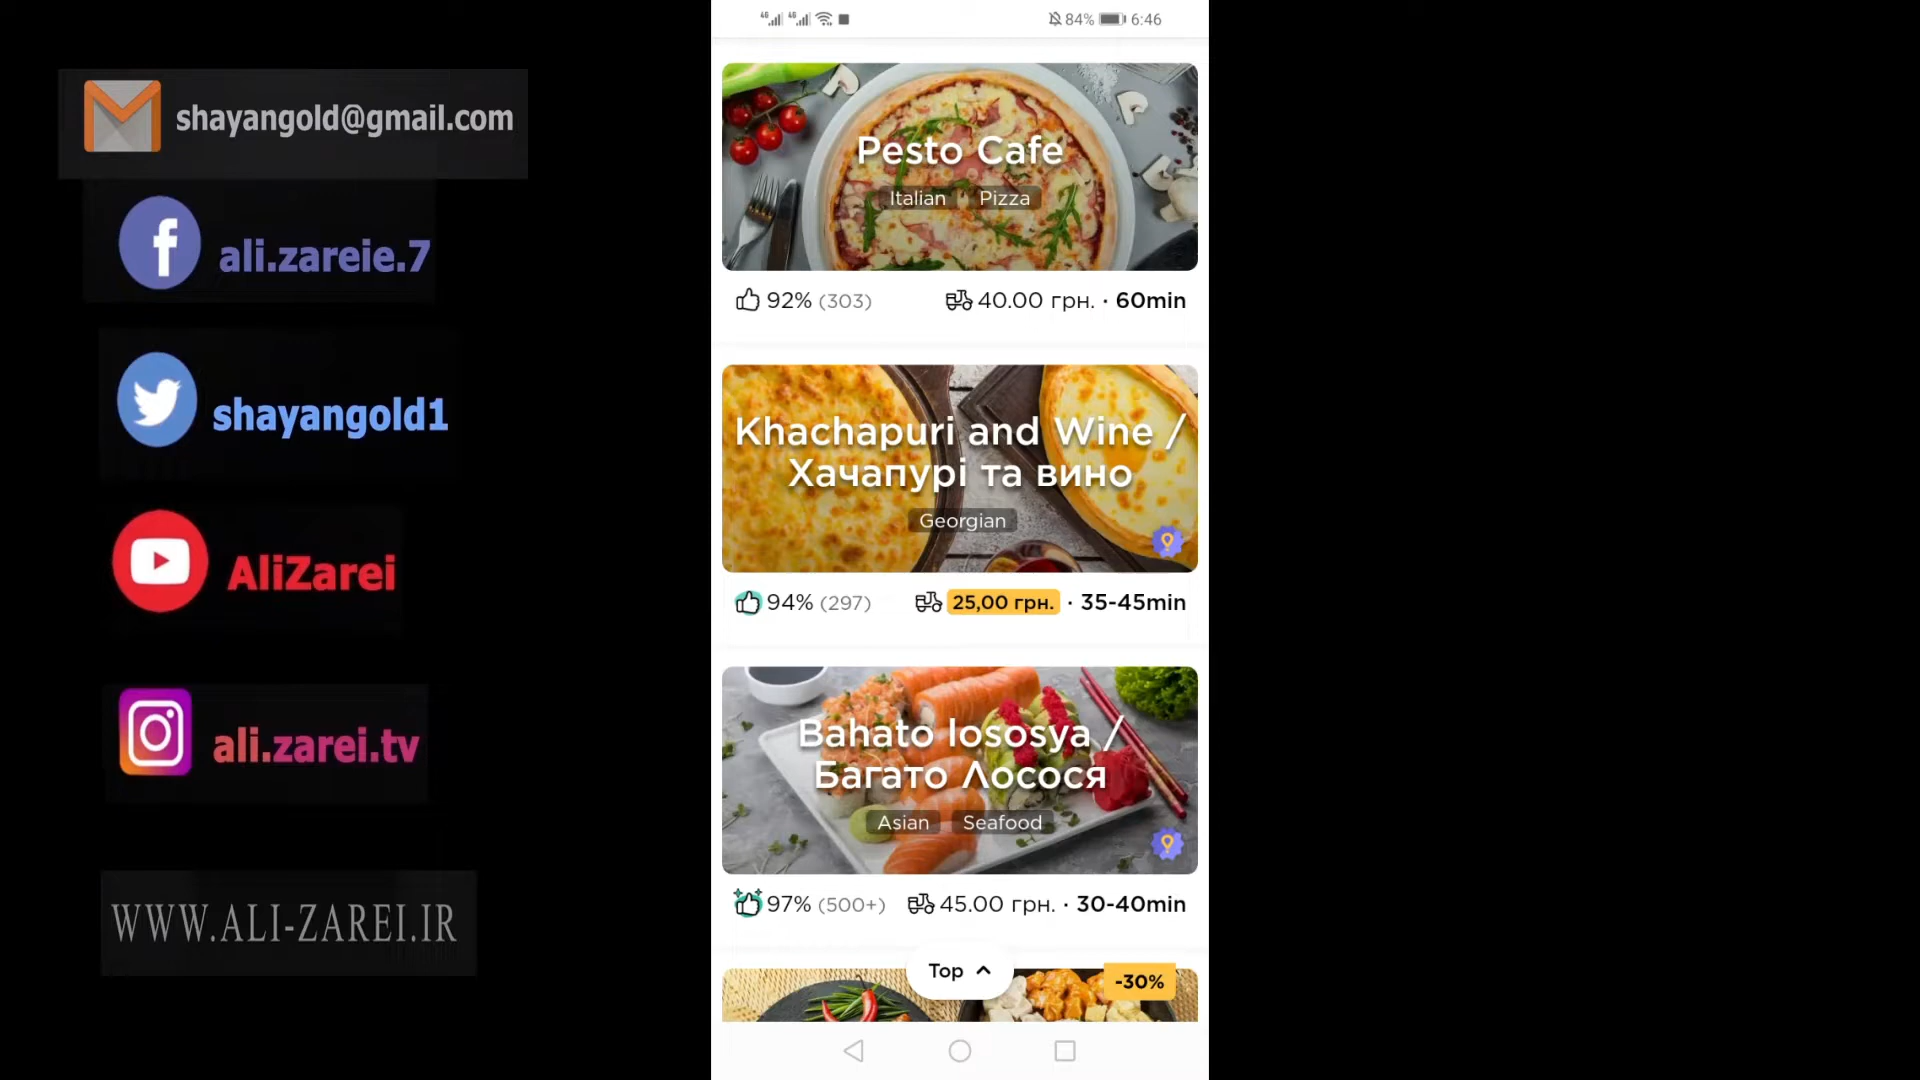 shayangold@gmail.com
ali.zareie.7
shayangold1
AliZarei
ali.zarei.tv
WWW.ALI-ZAREI.IR
4G 4G 84% 6:46
Pesto Cafe
Italian Pizza
92% (303) 40.00 грн. · 60min
Khachapuri and Wine /
Хачапурі та вино
Georgian
94% (297) 25,00 грн. · 35-45min
Bahato lososya /
Багато Лосося
Asian Seafood
97% (500+) 45.00 грн. · 30-40min
Top
-30%